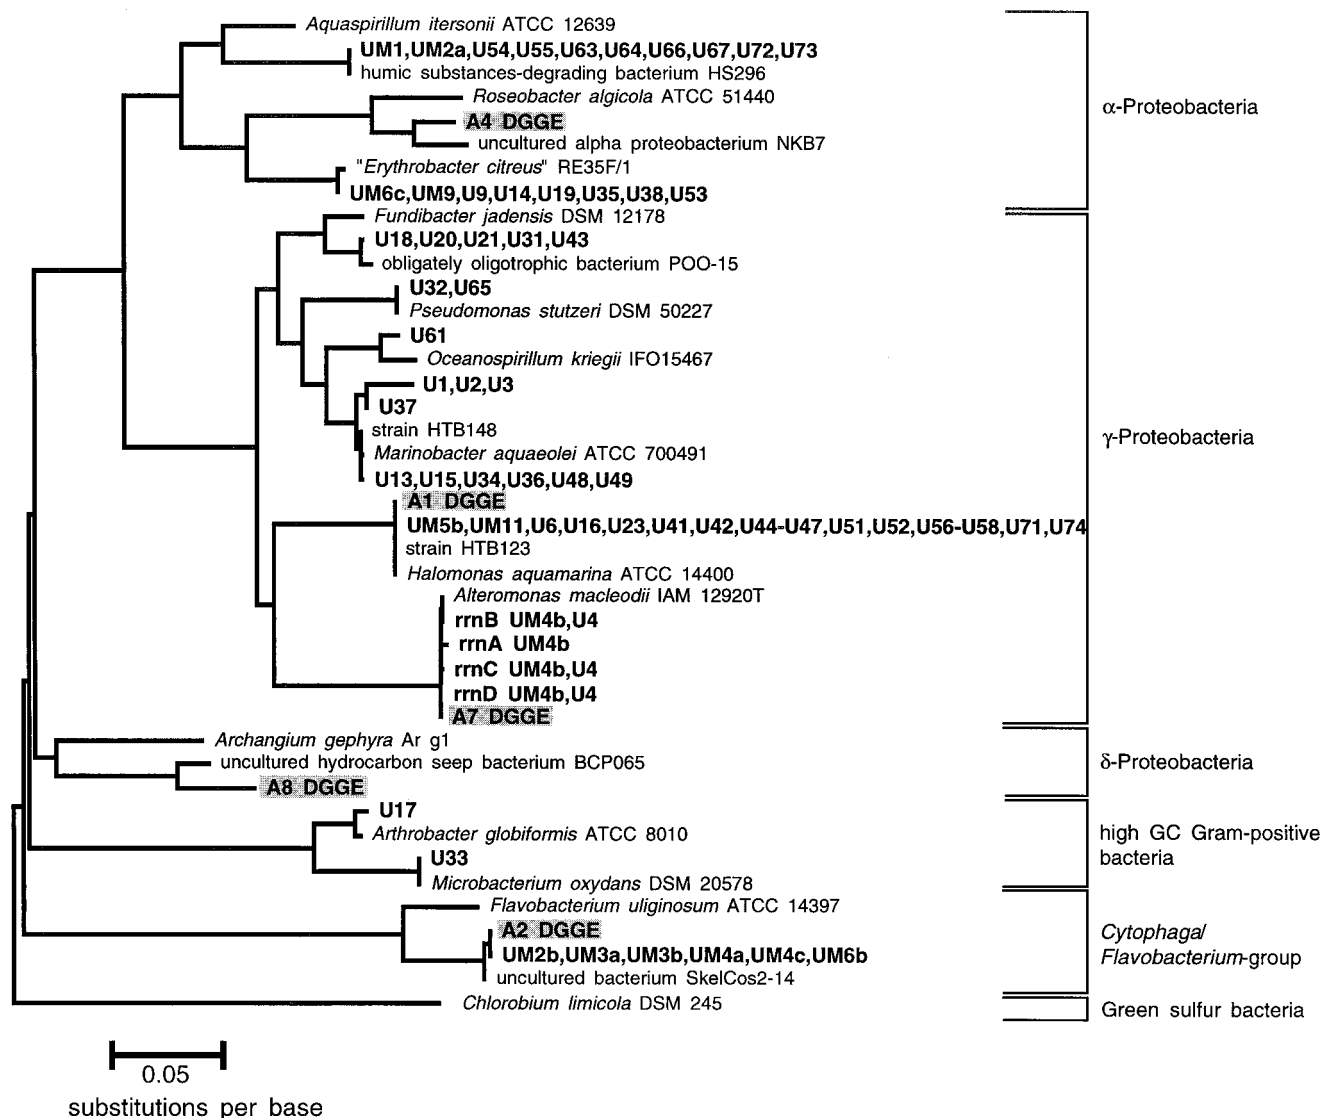 Aquaspirillum itersonii ATCC 12639
UM1,UM2a,U54,U55,U63,U64,U66,U67,U72,U73
humic substances-degrading bacterium HS296
Roseobacter algicola ATCC 51440
A4 DGGE
uncultured alpha proteobacterium NKB7
"Erythrobacter citreus" RE35F/1
UM6c,UM9,U9,U14,U19,U35,U38,U53
α-Proteobacteria
Fundibacter jadensis DSM 12178
U18,U20,U21,U31,U43
obligately oligotrophic bacterium POO-15
U32,U65
Pseudomonas stutzeri DSM 50227
U61
Oceanospirillum kriegii IFO15467
U1,U2,U3
U37
strain HTB148
Marinobacter aquaeolei ATCC 700491
U13,U15,U34,U36,U48,U49
A1 DGGE
UM5b,UM11,U6,U16,U23,U41,U42,U44-U47,U51,U52,U56-U58,U71,U74
strain HTB123
Halomonas aquamarina ATCC 14400
Alteromonas macleodii IAM 12920T
rrnB UM4b,U4
rrnA UM4b
rrnC UM4b,U4
rrnD UM4b,U4
A7 DGGE
γ-Proteobacteria
Archangium gephyra Ar g1
uncultured hydrocarbon seep bacterium BCP065
A8 DGGE
δ-Proteobacteria
U17
Arthrobacter globiformis ATCC 8010
U33
Microbacterium oxydans DSM 20578
high GC Gram-positive
bacteria
Flavobacterium uliginosum ATCC 14397
A2 DGGE
UM2b,UM3a,UM3b,UM4a,UM4c,UM6b
uncultured bacterium SkelCos2-14
Cytophaga/
Flavobacterium-group
Chlorobium limicola DSM 245
Green sulfur bacteria
0.05
substitutions per base